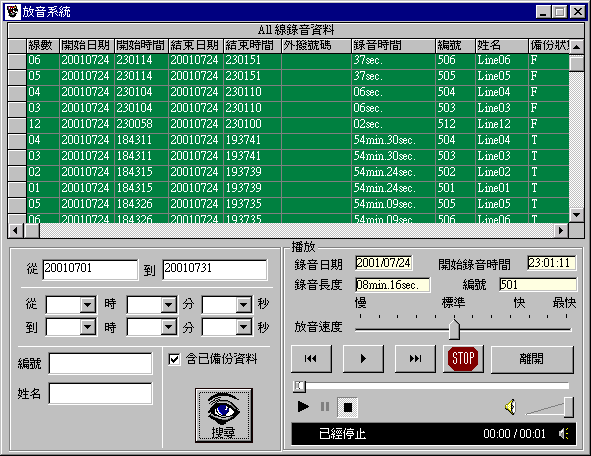 放音系統
All 線錄音資料
線數 開始日期 開始時間 結束日期 結束時間 外撥號碼 錄音時間 編號 姓名 備份狀
06 20010724 230114 20010724 230151 37sec. 506 Line06 F
05 20010724 230114 20010724 230151 37sec. 505 Line05 F
04 20010724 230104 20010724 230110 06sec. 504 Line04 F
03 20010724 230104 20010724 230110 06sec. 503 Line03 F
12 20010724 230058 20010724 230100 02sec. 512 Line12 F
04 20010724 184311 20010724 193741 54min.30sec. 504 Line04 T
03 20010724 184311 20010724 193741 54min.30sec. 503 Line03 T
02 20010724 184315 20010724 193739 54min.24sec. 502 Line02 T
01 20010724 184315 20010724 193739 54min.24sec. 501 Line01 T
05 20010724 184326 20010724 193735 54min.09sec. 505 Line05 T
06 20010724 184326 20010724 193735 54min.09sec. 506 Line06 T
從 20010701 到 20010731
從 時 分 秒
到 時 分 秒
編號
姓名
含已備份資料
搜尋
播放
錄音日期 2001/07/24 開始錄音時間 23:01:11
錄音長度 08min.16sec. 編號 501
慢 標準 快 最快
放音速度
STOP 離開
已經停止 00:00 / 00:01